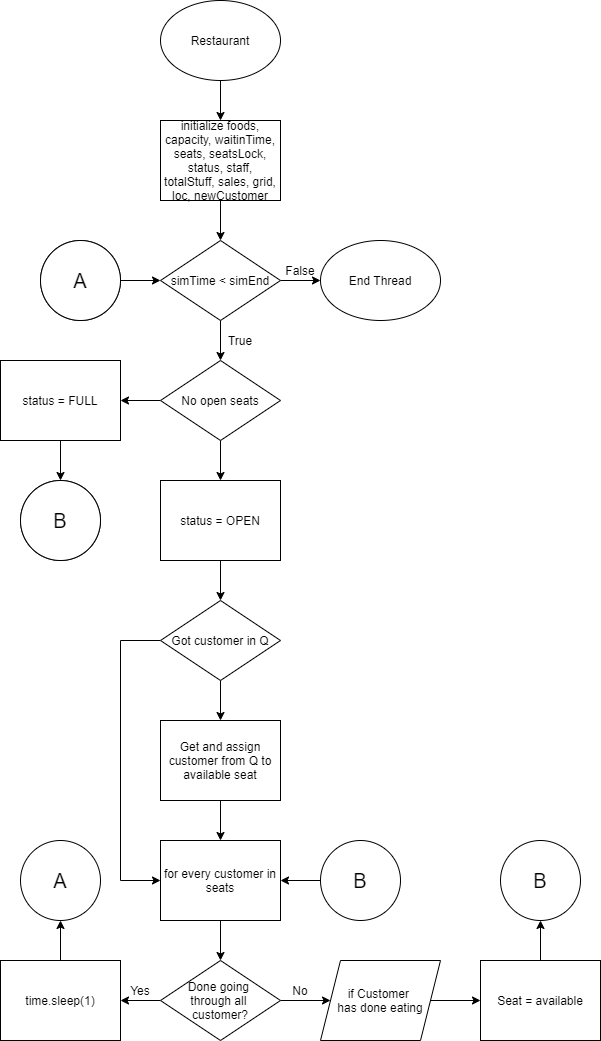 Restaurant
initialize foods,
capacity, waitinTime,
seats, seatsLock,
status, staff,
totalStuff, sales, grid,
loc, newCustomer
A
simTime < simEnd
False
End Thread
True
status = FULL
No open seats
B
status = OPEN
Got customer in Q
Get and assign
customer from Q to
available seat
A
for every customer in
seats
B
B
time.sleep(1)
Yes
Done going
through all
customer?
No
if Customer
has done eating
Seat = available